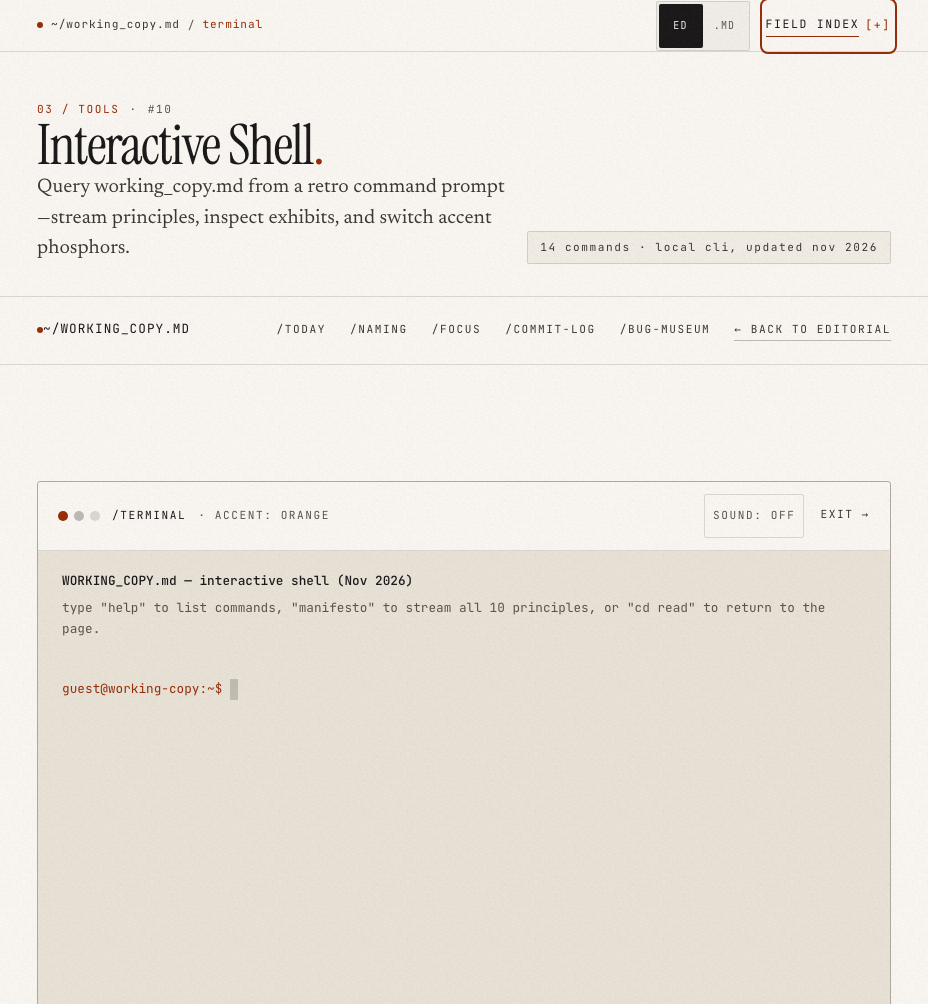 ~/working_copy.md / terminal
ED
.MD
FIELD INDEX [+]
03 / TOOLS · #10
Interactive Shell.
Query working_copy.md from a retro command prompt
—stream principles, inspect exhibits, and switch accent
phosphors.
14 commands · local cli, updated nov 2026
~/WORKING_COPY.MD
/TODAY
/NAMING
/FOCUS
/COMMIT-LOG
/BUG-MUSEUM
← BACK TO EDITORIAL
/TERMINAL · ACCENT: ORANGE
SOUND: OFF
EXIT →
WORKING_COPY.md — interactive shell (Nov 2026)
type "help" to list commands, "manifesto" to stream all 10 principles, or "cd read" to return to the
page.
guest@working-copy:~$